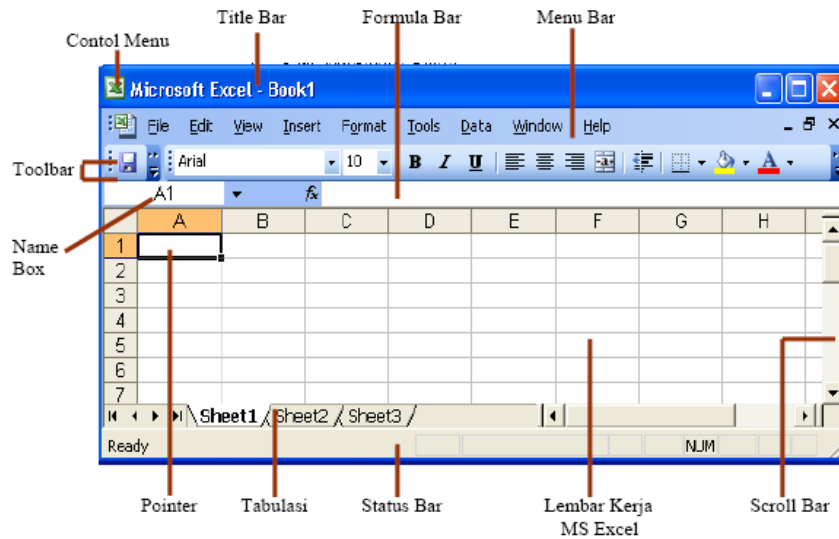 Title Bar Formula Bar Menu Bar
Contol Menu
Microsoft Excel - Book1
File Edit View Insert Format Tools Data Window Help
Toolbar
Arial 10 B I U a A
A1 fx
A B C D E F G H
Name
Box
1
2
3
4
5
6
7
Sheet1 Sheet2 Sheet3
Ready NUM
Pointer Tabulasi Status Bar Lembar Kerja
MS Excel Scroll Bar